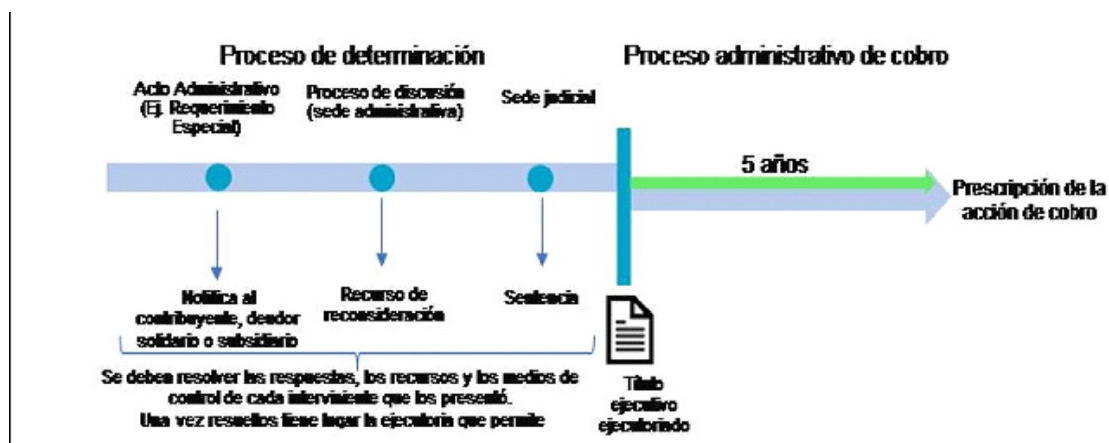 Proceso de determinación
Proceso administrativo de cobro
Acto Administrativo
(Ej. Requerimiento
Especial)
Proceso de discusión
(sede administrativa)
Sede judicial
5 años
Prescripción de la
acción de cobro
Notifica al
contribuyente, deudor
solidario o subsidiario
Recurso de
reconsideración
Sentencia
Se deben resolver las respuestas, los recursos y los medios de
control de cada interviniente que los presentó.
Una vez resueltos tiene lugar la ejecutoria que permite
Título
ejecutivo
ejecutoriado